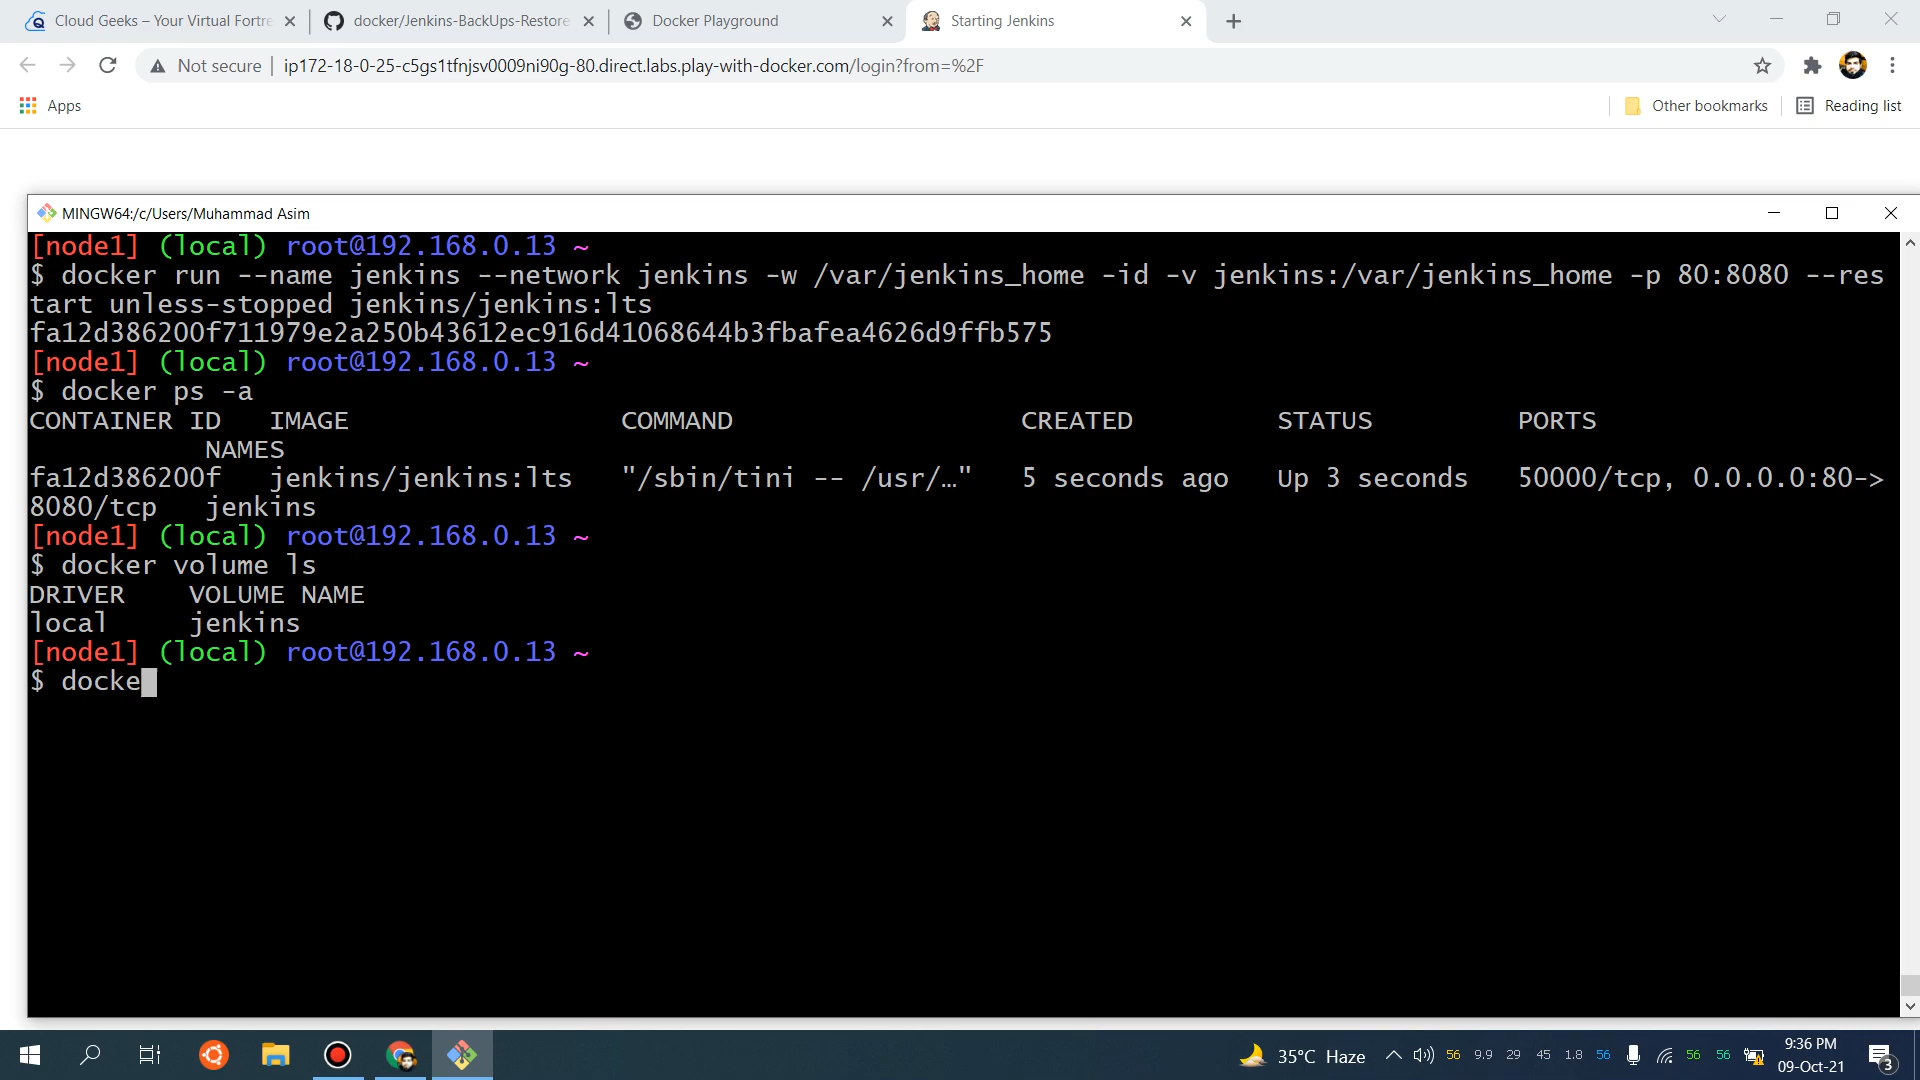 Cloud Geeks – Your Virtual Fortre
docker/Jenkins-BackUps-Restore
Docker Playground
Starting Jenkins
Not secure
ip172-18-0-25-c5gs1tfnjsv0009ni90g-80.direct.labs.play-with-docker.com/login?from=%2F
Apps
Other bookmarks
Reading list
MINGW64:/c/Users/Muhammad Asim
[node1] (local) root@192.168.0.13 ~
$ docker run --name jenkins --network jenkins -w /var/jenkins_home -id -v jenkins:/var/jenkins_home -p 80:8080 --res
tart unless-stopped jenkins/jenkins:lts
fa12d386200f711979e2a250b43612ec916d41068644b3fbafea4626d9ffb575
[node1] (local) root@192.168.0.13 ~
$ docker ps -a
CONTAINER ID   IMAGE   COMMAND   CREATED   STATUS   PORTS
NAMES
fa12d386200f   jenkins/jenkins:lts   "/sbin/tini -- /usr/…"   5 seconds ago   Up 3 seconds   50000/tcp, 0.0.0.0:80->
8080/tcp   jenkins
[node1] (local) root@192.168.0.13 ~
$ docker volume ls
DRIVER    VOLUME NAME
local     jenkins
[node1] (local) root@192.168.0.13 ~
$ docke
35°C Haze
56 9.9 29 45 1.8 56 56 56
9:36 PM
09-Oct-21
3